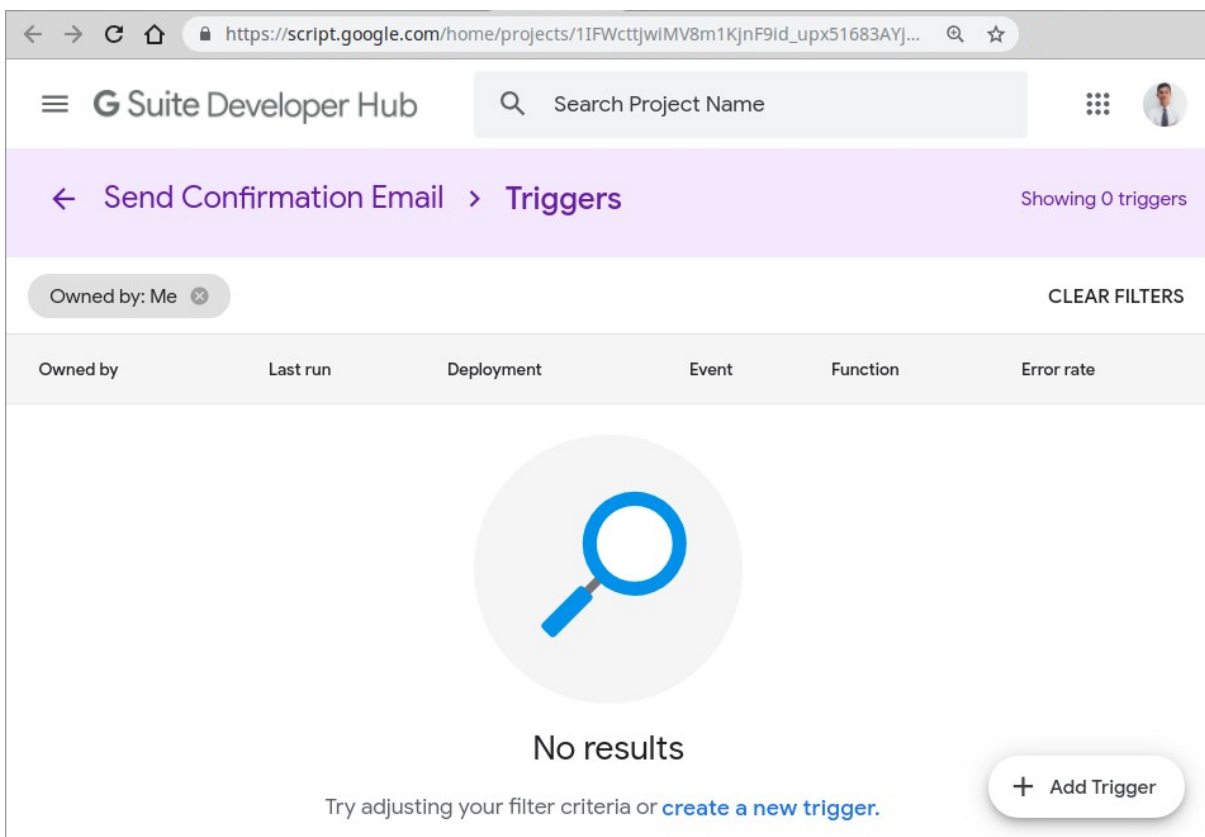 https://script.google.com/home/projects/1IFWcttjwiMV8m1KjnF9id_upx51683AYj...
G Suite Developer Hub
Search Project Name
Send Confirmation Email > Triggers
Showing 0 triggers
Owned by: Me
CLEAR FILTERS
Owned by Last run Deployment Event Function Error rate
No results
Try adjusting your filter criteria or create a new trigger.
+ Add Trigger